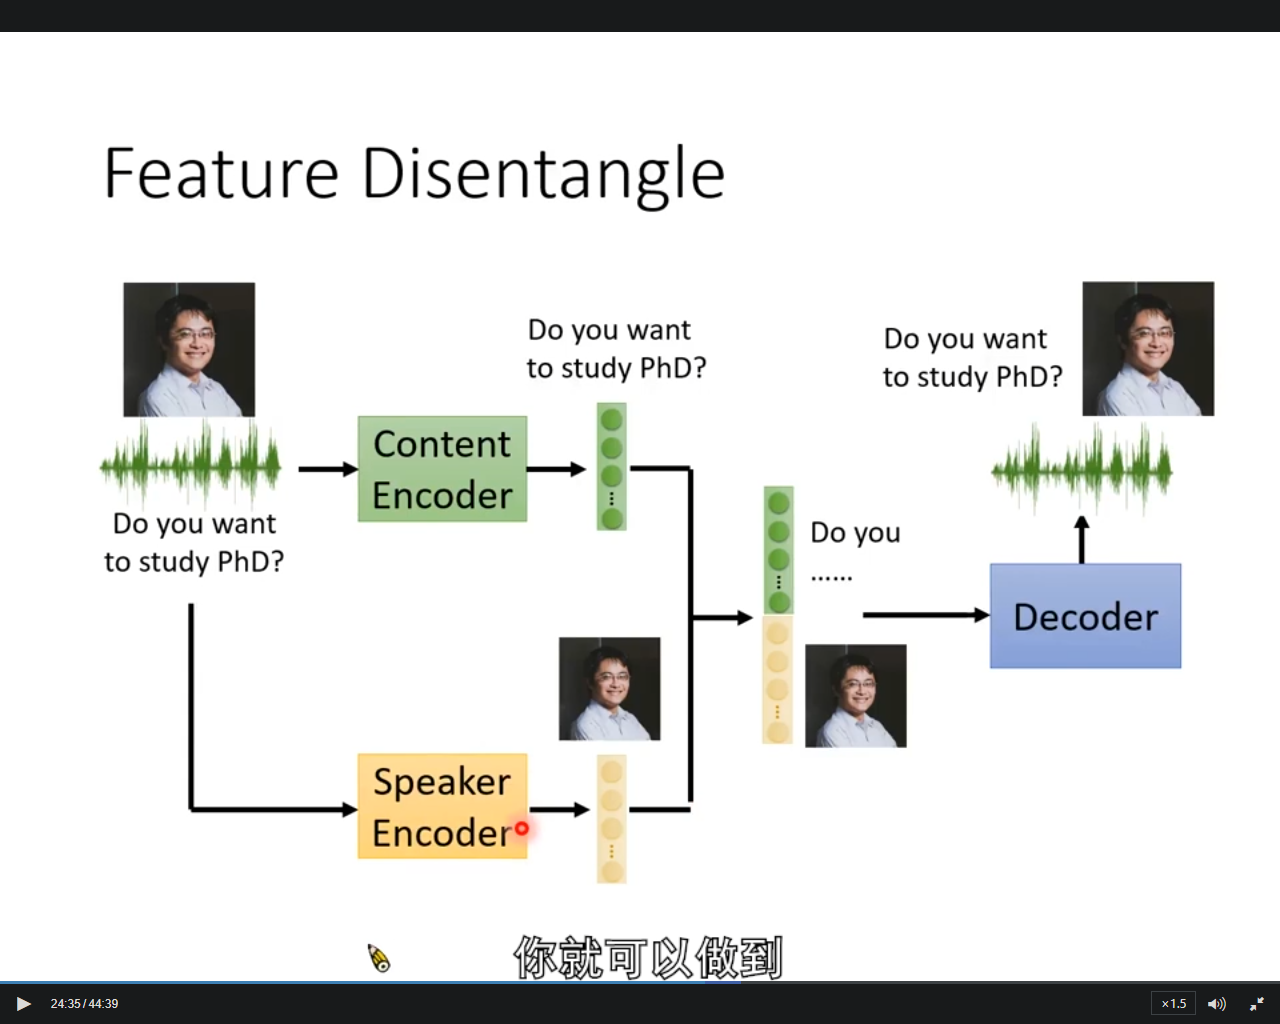 Feature Disentangle
Do you want
to study PhD?
Content
Encoder
Do you want
to study PhD?
Speaker
Encoder
Do you
......
Decoder
Do you want
to study PhD?
你就可以做到
24:35/44:39
×1.5